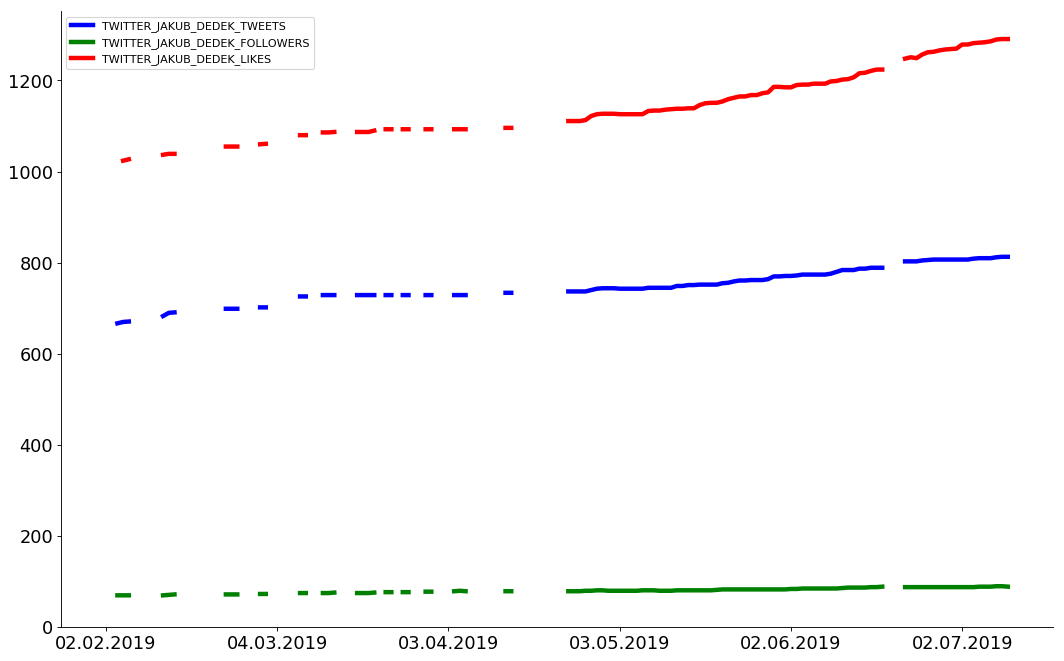 TWITTER_JAKUB_DEDEK_TWEETS
TWITTER_JAKUB_DEDEK_FOLLOWERS
TWITTER_JAKUB_DEDEK_LIKES
1200
1000
800
600
400
200
0
02.02.2019 04.03.2019 03.04.2019 03.05.2019 02.06.2019 02.07.2019